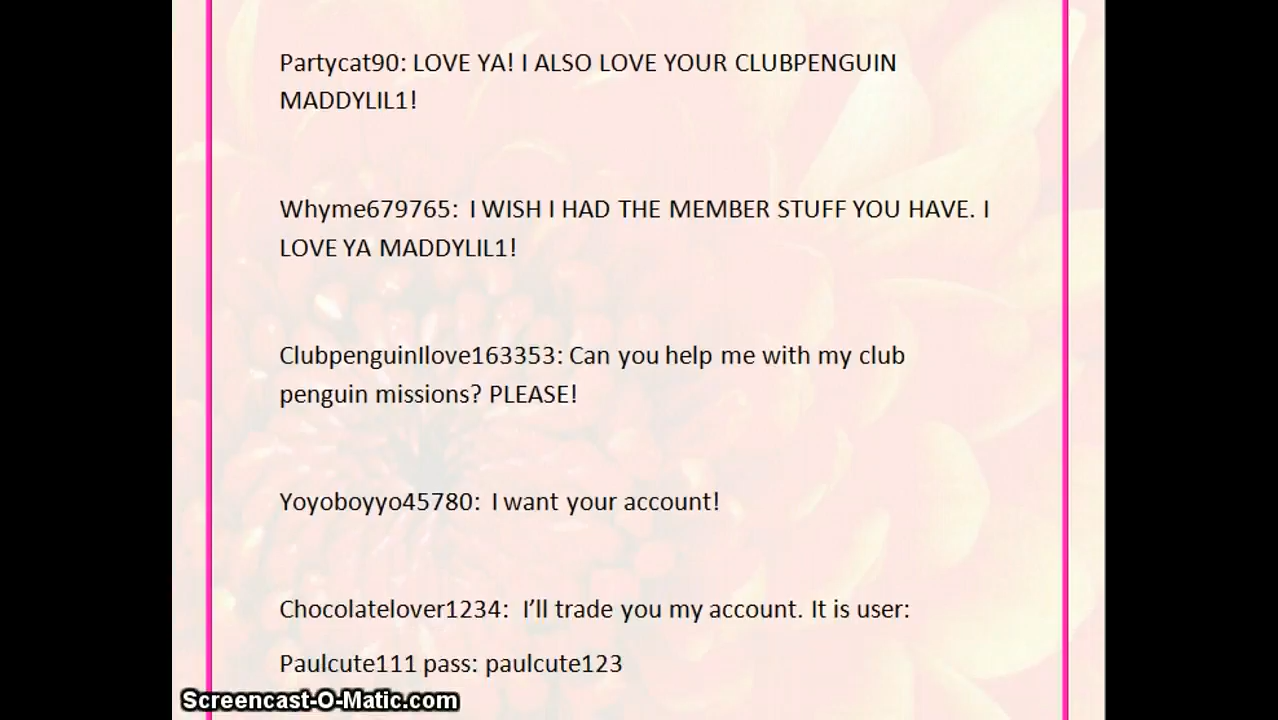 Partycat90: LOVE YA! I ALSO LOVE YOUR CLUBPENGUIN
MADDYLIL1!
Whyme679765: I WISH I HAD THE MEMBER STUFF YOU HAVE. I
LOVE YA MADDYLIL1!
ClubpenguinIlove163353: Can you help me with my club
penguin missions? PLEASE!
Yoyoboyyo45780: I want your account!
Chocolatelover1234: I’ll trade you my account. It is user:
Paulcute111 pass: paulcute123
Screencast-O-Matic.com